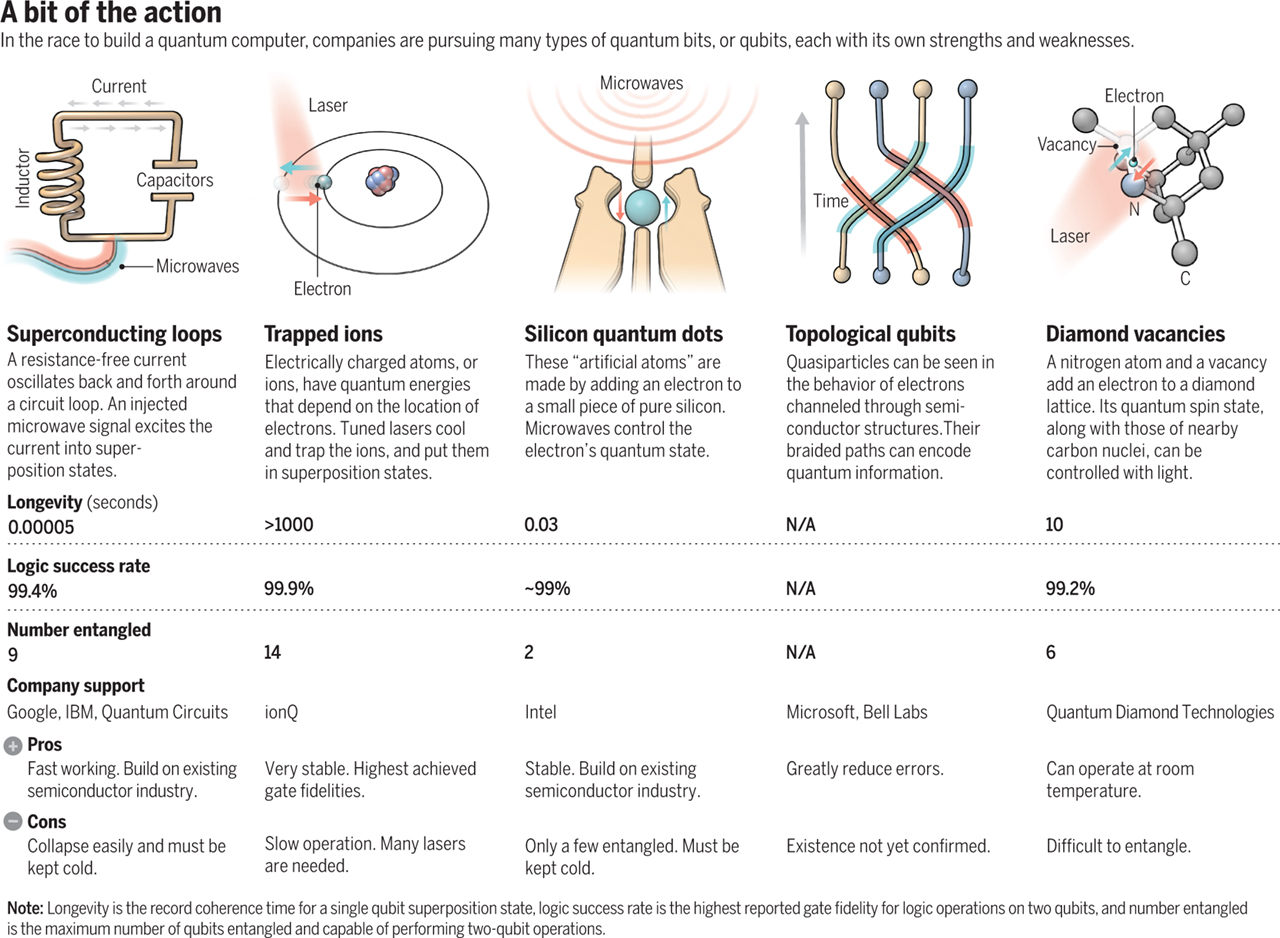 A bit of the action
In the race to build a quantum computer, companies are pursuing many types of quantum bits, or qubits, each with its own strengths and weaknesses.
Current
Inductor
Capacitors
Microwaves
Laser
Electron
Microwaves
Time
Electron
Vacancy
N
Laser
C
Superconducting loops
A resistance-free current
oscillates back and forth around
a circuit loop. An injected
microwave signal excites the
current into super-
position states.
Trapped ions
Electrically charged atoms, or
ions, have quantum energies
that depend on the location of
electrons. Tuned lasers cool
and trap the ions, and put them
in superposition states.
Silicon quantum dots
These “artificial atoms” are
made by adding an electron to
a small piece of pure silicon.
Microwaves control the
electron’s quantum state.
Topological qubits
Quasiparticles can be seen in
the behavior of electrons
channeled through semi-
conductor structures.Their
braided paths can encode
quantum information.
Diamond vacancies
A nitrogen atom and a vacancy
add an electron to a diamond
lattice. Its quantum spin state,
along with those of nearby
carbon nuclei, can be
controlled with light.
Longevity (seconds)
0.00005
>1000
0.03
N/A
10
Logic success rate
99.4%
99.9%
~99%
N/A
99.2%
Number entangled
9
14
2
N/A
6
Company support
Google, IBM, Quantum Circuits
ionQ
Intel
Microsoft, Bell Labs
Quantum Diamond Technologies
+ Pros
Fast working. Build on existing
semiconductor industry.
Very stable. Highest achieved
gate fidelities.
Stable. Build on existing
semiconductor industry.
Greatly reduce errors.
Can operate at room
temperature.
− Cons
Collapse easily and must be
kept cold.
Slow operation. Many lasers
are needed.
Only a few entangled. Must be
kept cold.
Existence not yet confirmed.
Difficult to entangle.
Note: Longevity is the record coherence time for a single qubit superposition state, logic success rate is the highest reported gate fidelity for logic operations on two qubits, and number entangled
is the maximum number of qubits entangled and capable of performing two-qubit operations.